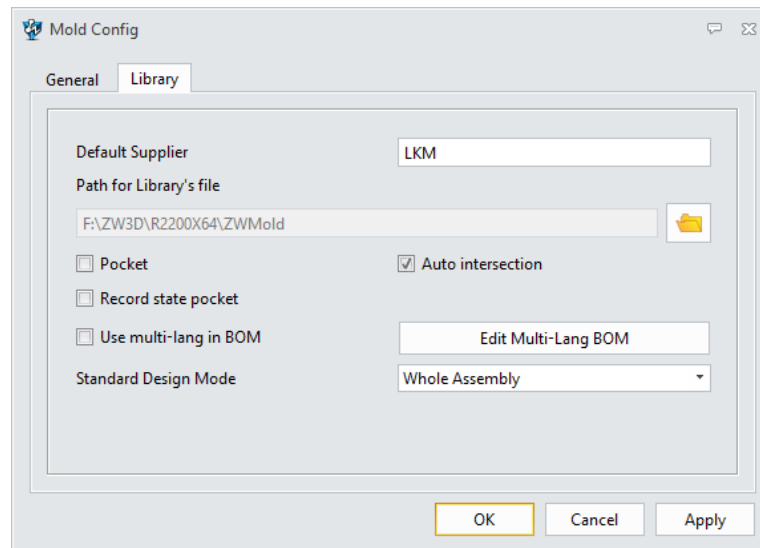 Mold Config
General Library
Default Supplier LKM
Path for Library's file
F:\ZW3D\R2200X64\ZWMold
Pocket Auto intersection
Record state pocket
Use multi-lang in BOM Edit Multi-Lang BOM
Standard Design Mode Whole Assembly
OK Cancel Apply